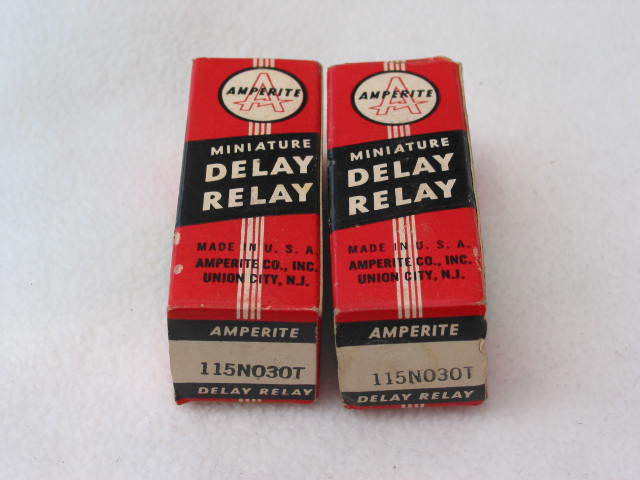 AMPERITE
MINIATURE
DELAY
RELAY
MADE IN U.S.A
AMPERITE CO., INC.
UNION CITY, N.J.
AMPERITE
115NO30T
DELAY RELAY
AMPERITE
MINIATURE
DELAY
RELAY
MADE IN U.S.A.
AMPERITE CO., INC.
UNION CITY, N.J.
AMPERITE
115NO30T
DELAY RELAY